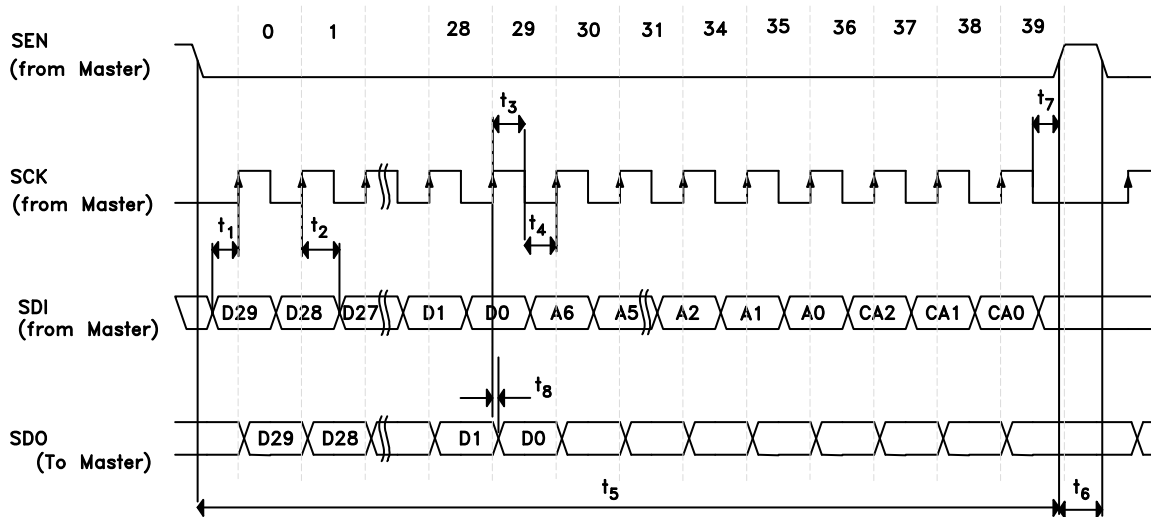 0 1 28 29 30 31 34 35 36 37 38 39
SEN
(from Master)
t3 t7
SCK
(from Master)
t1 t2 t4
SDI
(from Master)
D29 D28 D27 D1 D0 A6 A5 A2 A1 A0 CA2 CA1 CA0
t8
SDO
(To Master)
D29 D28 D1 D0
t5 t6